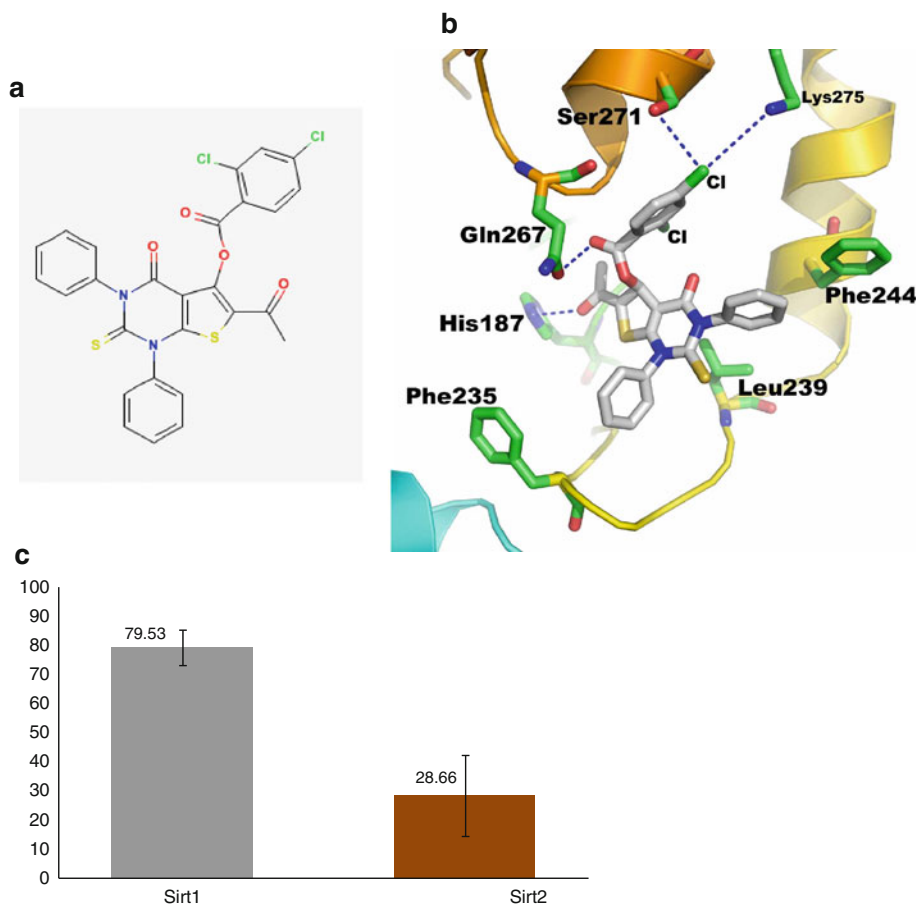 a
Cl
Cl
O
O
O
O
N
S
N
S
b
Ser271
Lys275
Cl
Gln267
Cl
His187
Phe244
Leu239
Phe235
c
100
90
80
70
60
50
40
30
20
10
0
79.53
28.66
Sirt1
Sirt2